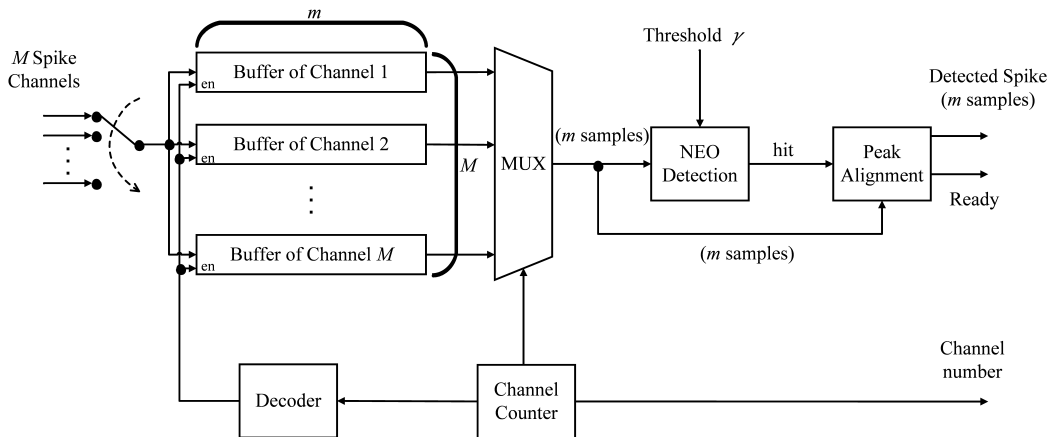 m
M Spike
Channels
Buffer of Channel 1
en
Buffer of Channel 2
en
Buffer of Channel M
en
M
MUX
(m samples)
Threshold γ
NEO
Detection
hit
Peak
Alignment
Detected Spike
(m samples)
Ready
(m samples)
Decoder
Channel
Counter
Channel
number